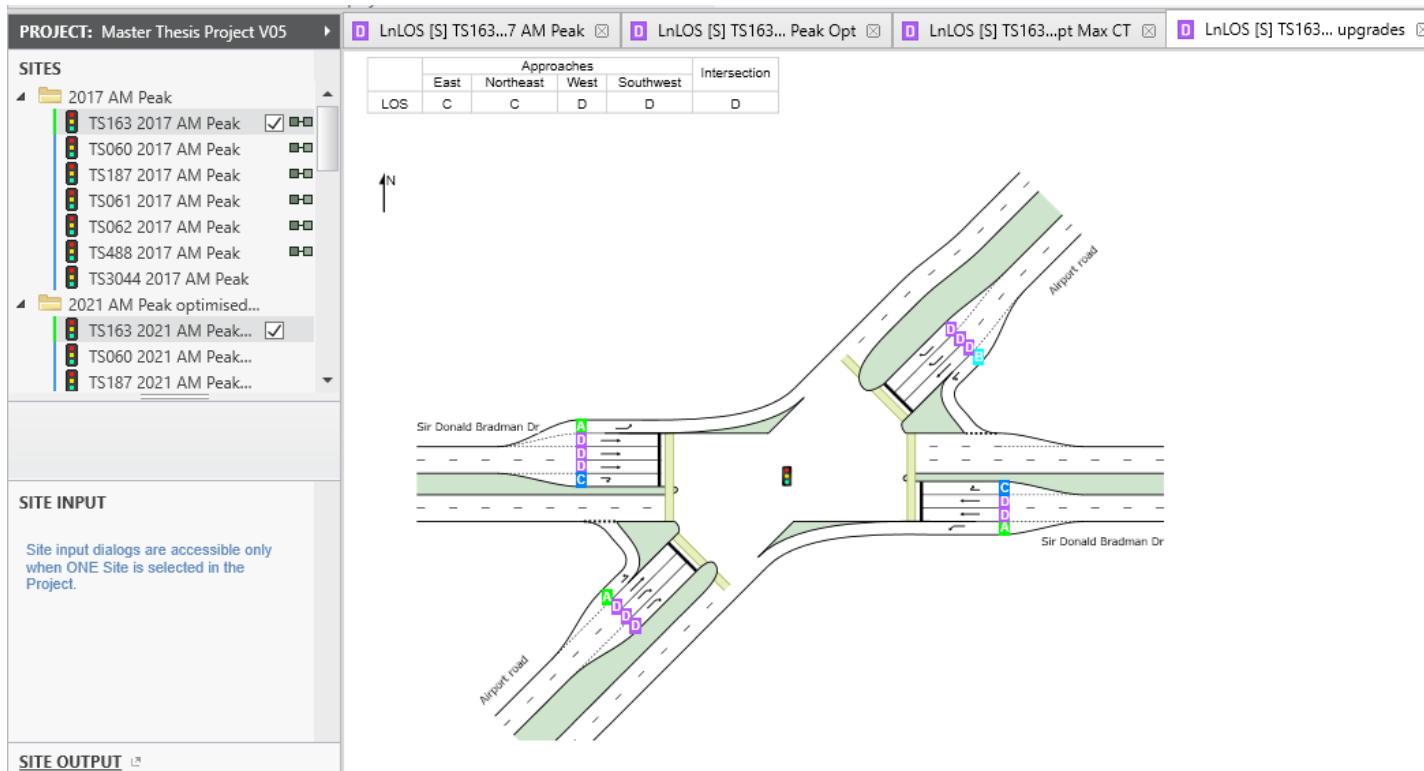 PROJECT: Master Thesis Project V05
D LnLOS [S] TS163...7 AM Peak
D LnLOS [S] TS163... Peak Opt
D LnLOS [S] TS163...pt Max CT
D LnLOS [S] TS163... upgrades
SITES
2017 AM Peak
TS163 2017 AM Peak
TS060 2017 AM Peak
TS187 2017 AM Peak
TS061 2017 AM Peak
TS062 2017 AM Peak
TS488 2017 AM Peak
TS3044 2017 AM Peak
2021 AM Peak optimised...
TS163 2021 AM Peak...
TS060 2021 AM Peak...
TS187 2021 AM Peak...
SITE INPUT
Site input dialogs are accessible only
when ONE Site is selected in the
Project.
SITE OUTPUT
Approaches Intersection
East Northeast West Southwest
LOS C C D D D
N
Airport road
D
D
D
B
Sir Donald Bradman Dr
A
D
D
D
C
C
D
D
A
Sir Donald Bradman Dr
A
D
D
D
Airport road